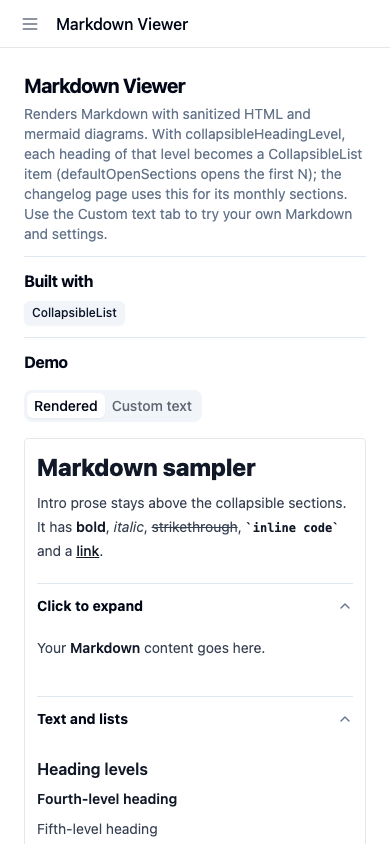 Markdown Viewer
Markdown Viewer
Renders Markdown with sanitized HTML and
mermaid diagrams. With collapsibleHeadingLevel,
each heading of that level becomes a CollapsibleList
item (defaultOpenSections opens the first N); the
changelog page uses this for its monthly sections.
Use the Custom text tab to try your own Markdown
and settings.
Built with
CollapsibleList
Demo
Rendered Custom text
Markdown sampler
Intro prose stays above the collapsible sections.
It has bold, italic, strikethrough, `inline code`
and a link.
Click to expand
Your Markdown content goes here.
Text and lists
Heading levels
Fourth-level heading
Fifth-level heading